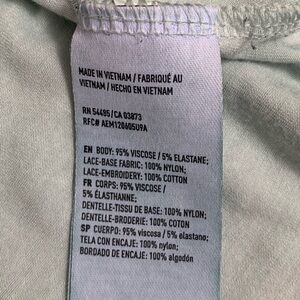 MADE IN VIETNAM / FABRIQUÉ AU
VIETNAM / HECHO EN VIETNAM
RN 54485/CA 03873
RFC# AEM120605U9A
EN BODY: 95% VISCOSE / 5% ELASTANE;
LACE-BASE FABRIC: 100% NYLON;
LACE-EMBROIDERY: 100% COTTON
FR CORPS: 95% VISCOSE /
5% ÉLASTHANNE;
DENTELLE-TISSU DE BASE: 100% NYLON;
DENTELLE-BRODERIE: 100% COTON
SP CUERPO: 95% viscosa / 5% elastano;
TELA CON ENCAJE: 100% nylon;
BORDADO DE ENCAJE: 100% algodón